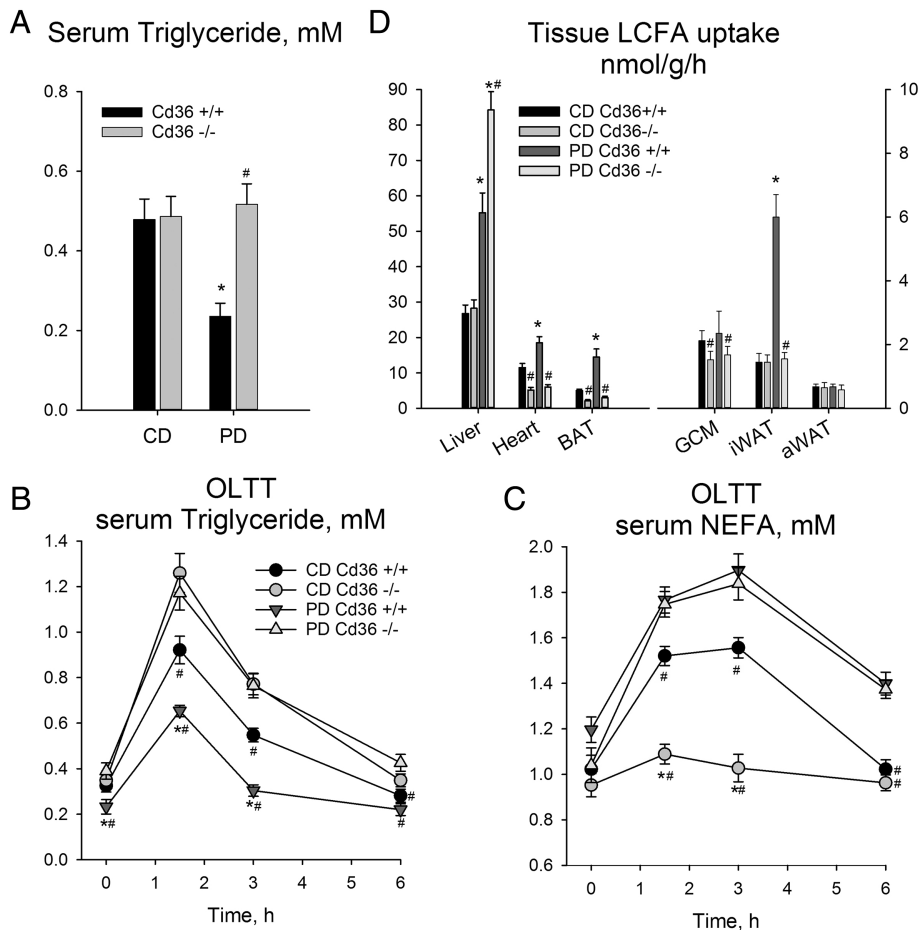 A
Serum Triglyceride, mM
0.8
0.6
0.4
0.2
0.0
Cd36 +/+
Cd36 -/-
*
#
CD
PD
D
Tissue LCFA uptake
nmol/g/h
90
80
70
60
50
40
30
20
10
0
10
8
6
4
2
0
CD Cd36+/+
CD Cd36-/-
PD Cd36 +/+
PD Cd36 -/-
*
*#
#
*
#
#
*
#
#
#
*
#
Liver
Heart
BAT
GCM
iWAT
aWAT
B
OLTT
serum Triglyceride, mM
1.4
1.2
1.0
0.8
0.6
0.4
0.2
0.0
CD Cd36 +/+
CD Cd36 -/-
PD Cd36 +/+
PD Cd36 -/-
*#
#
*#
#
*#
#
#
0 1 2 3 4 5 6
Time, h
C
OLTT
serum NEFA, mM
2.0
1.8
1.6
1.4
1.2
1.0
0.8
0.6
#
#
*#
*#
#
#
0 1 2 3 4 5 6
Time, h